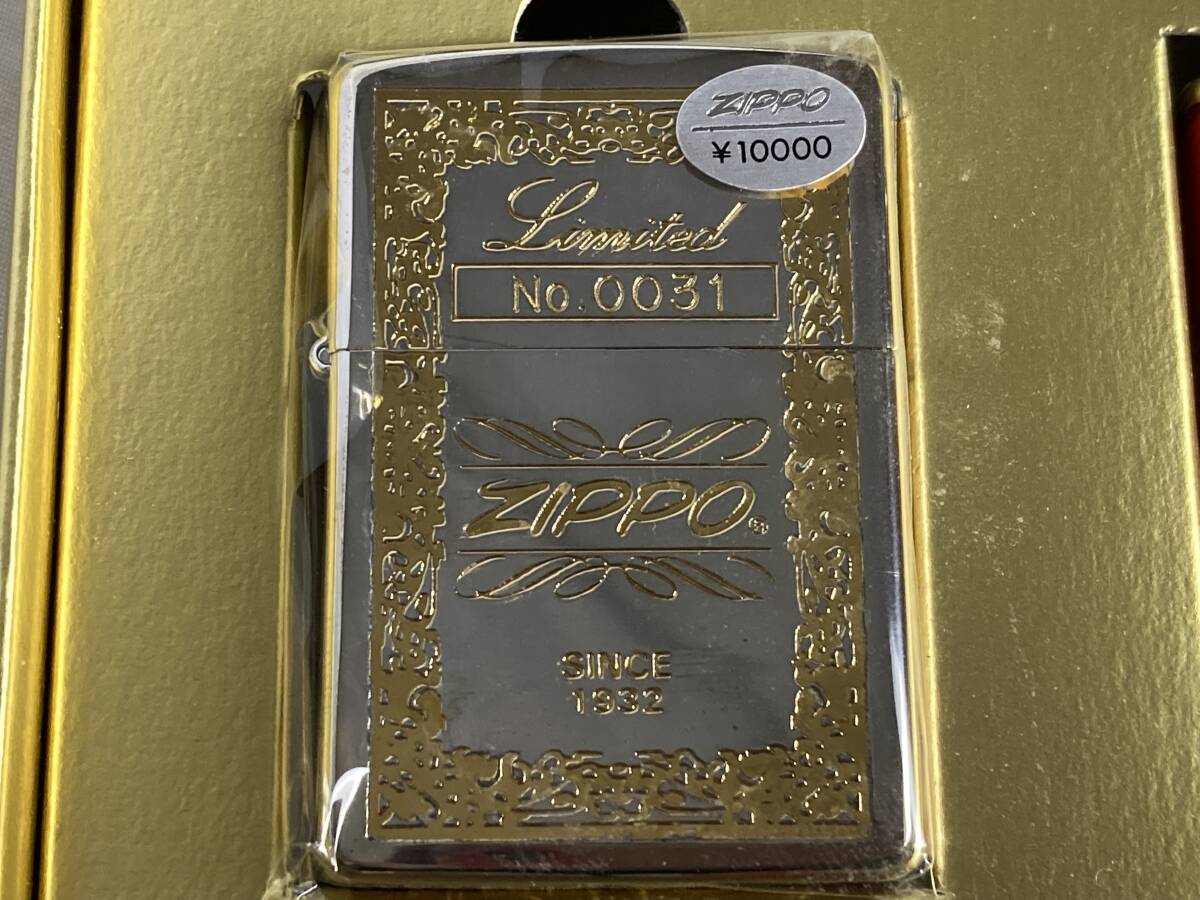 ZIPPO
¥10000
Limited
No.0031
ZIPPO®
SINCE
1932